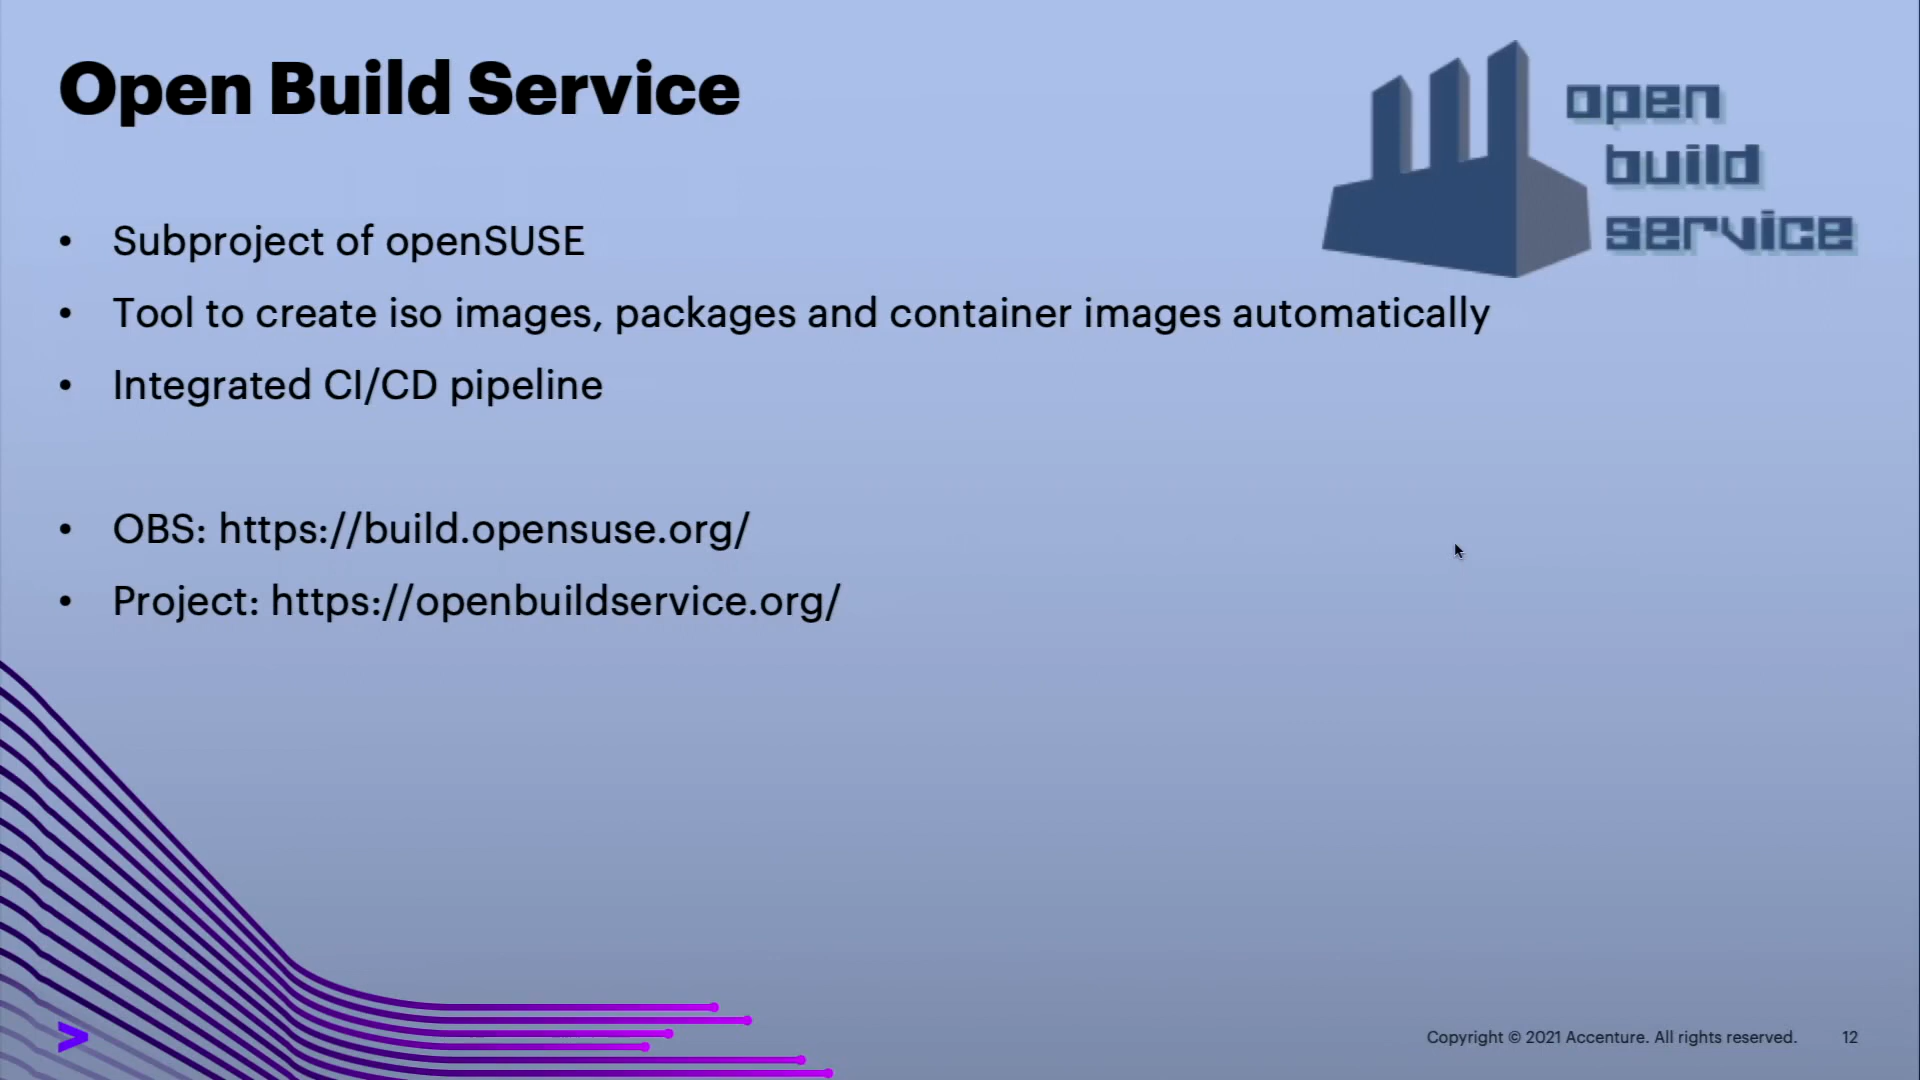 Open Build Service
open
build
service
• Subproject of openSUSE
• Tool to create iso images, packages and container images automatically
• Integrated CI/CD pipeline
• OBS: https://build.opensuse.org/
• Project: https://openbuildservice.org/
>
Copyright © 2021 Accenture. All rights reserved. 12